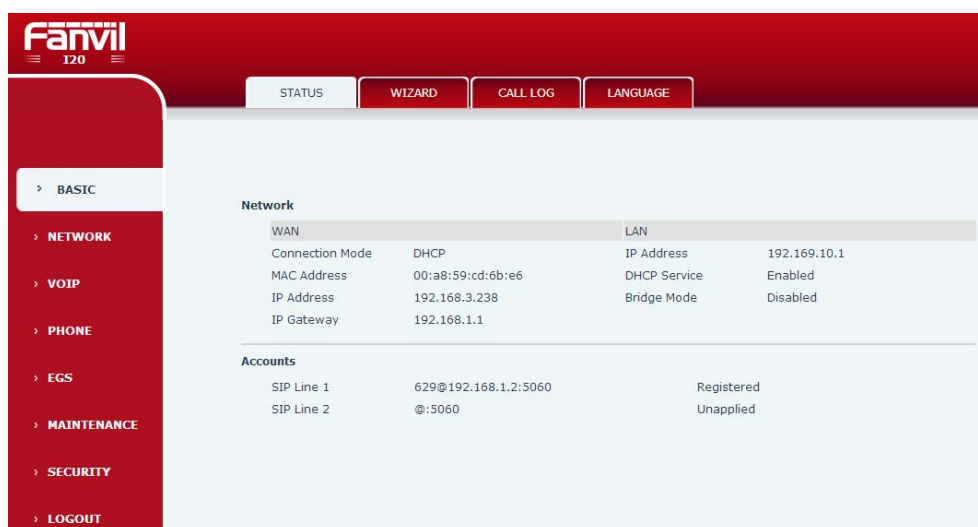 Fanvil
I20
STATUS WIZARD CALL LOG LANGUAGE
› BASIC
› NETWORK
› VOIP
› PHONE
› EGS
› MAINTENANCE
› SECURITY
› LOGOUT
Network
WAN LAN
Connection Mode DHCP IP Address 192.169.10.1
MAC Address 00:a8:59:cd:6b:e6 DHCP Service Enabled
IP Address 192.168.3.238 Bridge Mode Disabled
IP Gateway 192.168.1.1
Accounts
SIP Line 1 629@192.168.1.2:5060 Registered
SIP Line 2 @:5060 Unapplied